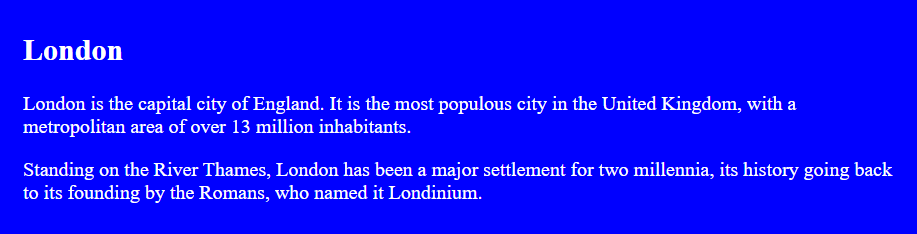 London
London is the capital city of England. It is the most populous city in the United Kingdom, with a
metropolitan area of over 13 million inhabitants.
Standing on the River Thames, London has been a major settlement for two millennia, its history going back
to its founding by the Romans, who named it Londinium.